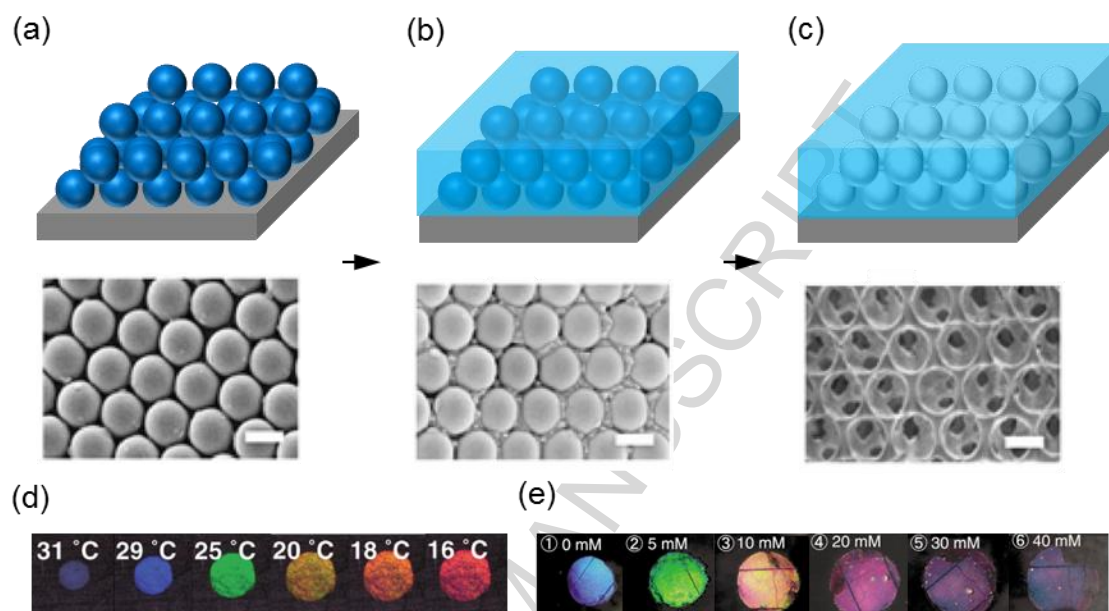 (a) (b) (c)
MANUSCRIPT
(d) (e)
31 °C 29 °C 25 °C 20 °C 18 °C 16 °C
① 0 mM ② 5 mM ③ 10 mM ④ 20 mM ⑤ 30 mM ⑥ 40 mM